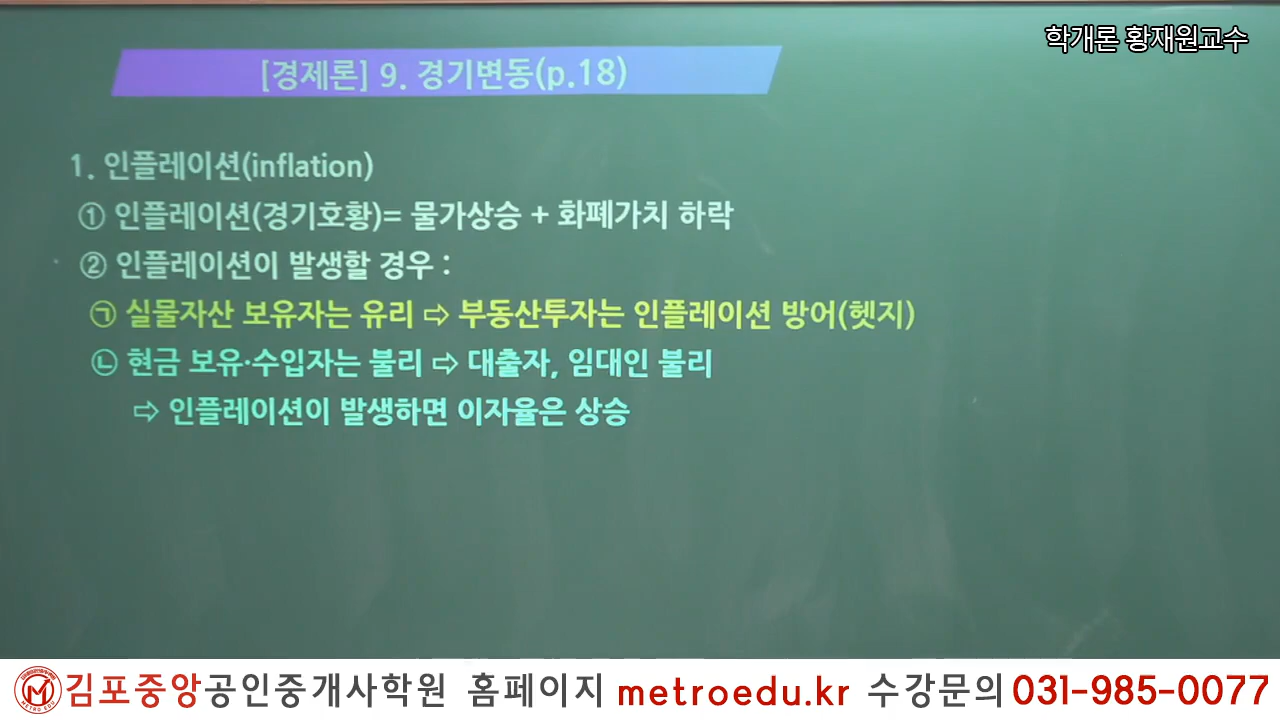 학개론 황재원교수
[경제론] 9. 경기변동(p.18)
1. 인플레이션(inflation)
① 인플레이션(경기호황)= 물가상승 + 화폐가치 하락
② 인플레이션이 발생할 경우 :
㉠ 실물자산 보유자는 유리 ⇨ 부동산투자는 인플레이션 방어(헷지)
㉡ 현금 보유·수입자는 불리 ⇨ 대출자, 임대인 불리
⇨ 인플레이션이 발생하면 이자율은 상승
김포중앙공인중개사학원 홈페이지 metroedu.kr 수강문의 031-985-0077